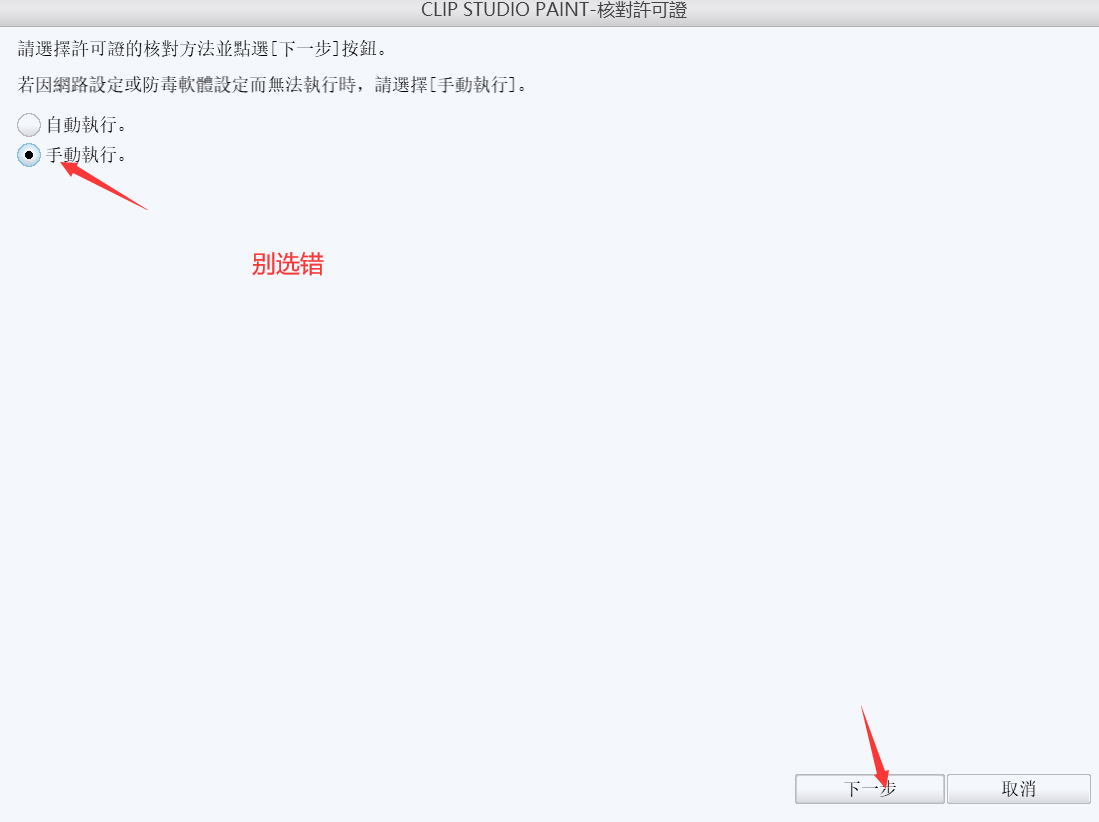 CLIP STUDIO PAINT-核對許可證
請選擇許可證的核對方法並點選[下一步]按鈕。
若因網路設定或防毒軟體設定而無法執行時，請選擇[手動執行]。
自動執行。
手動執行。
别选错
下一步
取消